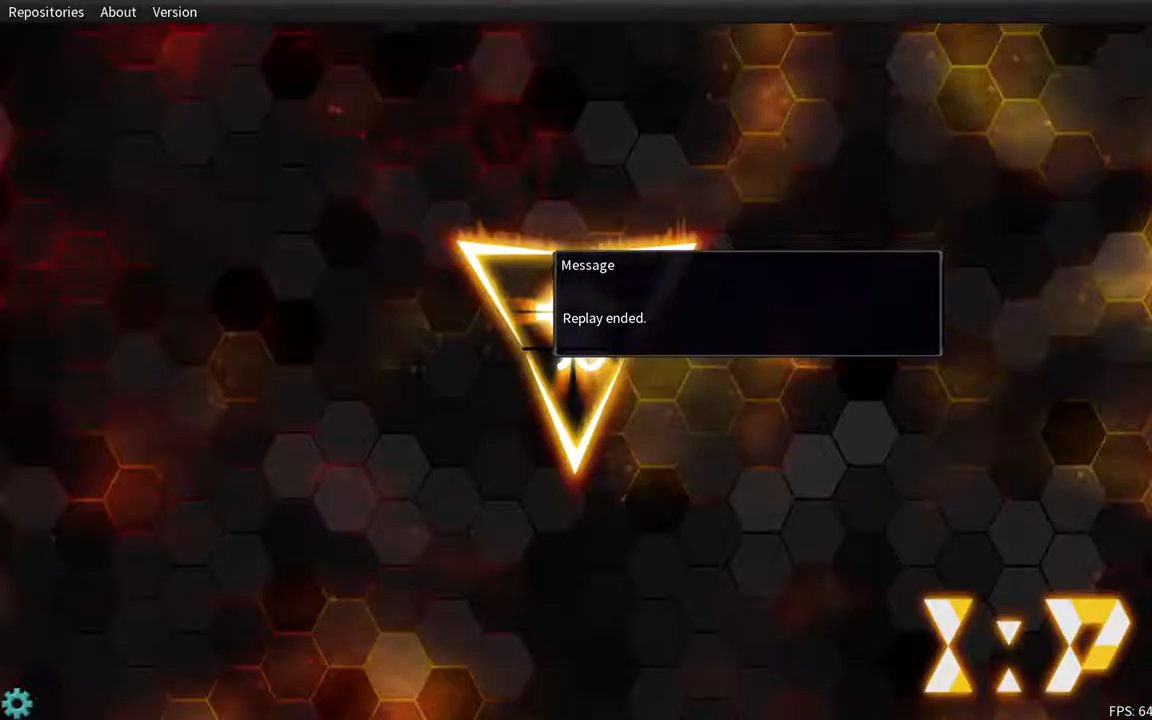 Repositories About Version
Message
Replay ended.
X:P
FPS: 64